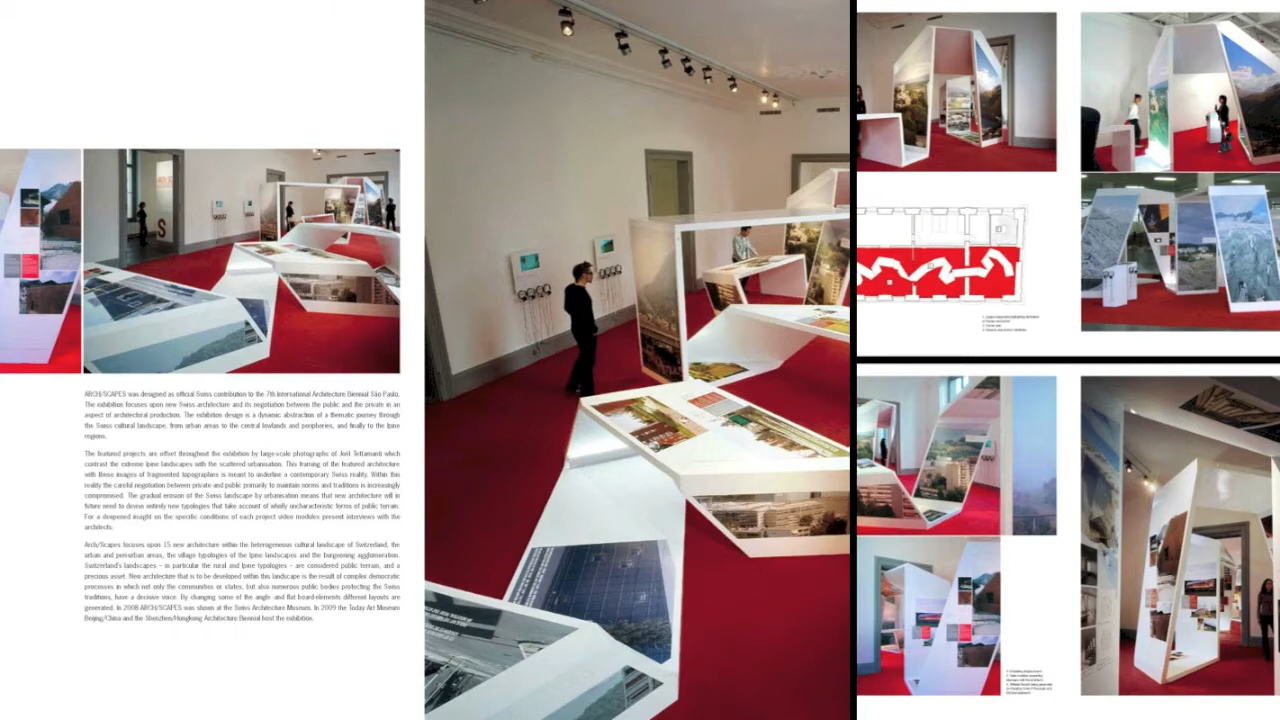 S
ARCH/SCAPES was designed as official Swiss contribution to the 7th International Architecture Biennial São Paulo.
The exhibition focuses upon new Swiss architecture and its negotiation between the public and the private in an
aspect of architectural production. The exhibition design is a dynamic abstraction of a thematic journey through
the Swiss cultural landscape, from urban areas to the central lowlands and peripheries, and finally to the lpine
regions.
The featured projects are offset throughout the exhibition by large-scale photographs of Joël Tettamanti which
contrast the extreme lpine landscapes with the scattered urbanisation. This framing of the featured architecture
with these images of fragmented topographies is meant to underline a contemporary Swiss reality. Within this
reality the careful negotiation between private and public primarily to maintain norms and traditions is increasingly
compromised. The gradual erosion of the Swiss landscape by urbanisation means that new architecture will in
future need to devise entirely new typologies that take account of wholly uncharacteristic forms of public terrain.
For a deepened insight on the specific conditions of each project video modules present interviews with the
architects.
Arch/Scapes focuses upon 15 new architecture within the heterogeneous cultural landscape of Switzerland, the
urban and peri-urban areas, the village typologies of the lpine landscapes and the burgeoning agglomeration.
Switzerland's landscapes – in particular the rural and lpine typologies – are considered public terrain, and a
precious asset. New architecture that is to be developed within this landscape is the result of complex democratic
processes in which not only the communities or states, but also numerous public bodies protecting the Swiss
traditions, have a decisive voice. By changing some of the angle- and flat board-elements different layouts are
generated. In 2008 ARCH/SCAPES was shown at the Swiss Architecture Museum. In 2009 the Today Art Museum
Beijing/China and the Shenzhen/Hongkong Architecture Biennial host the exhibition.